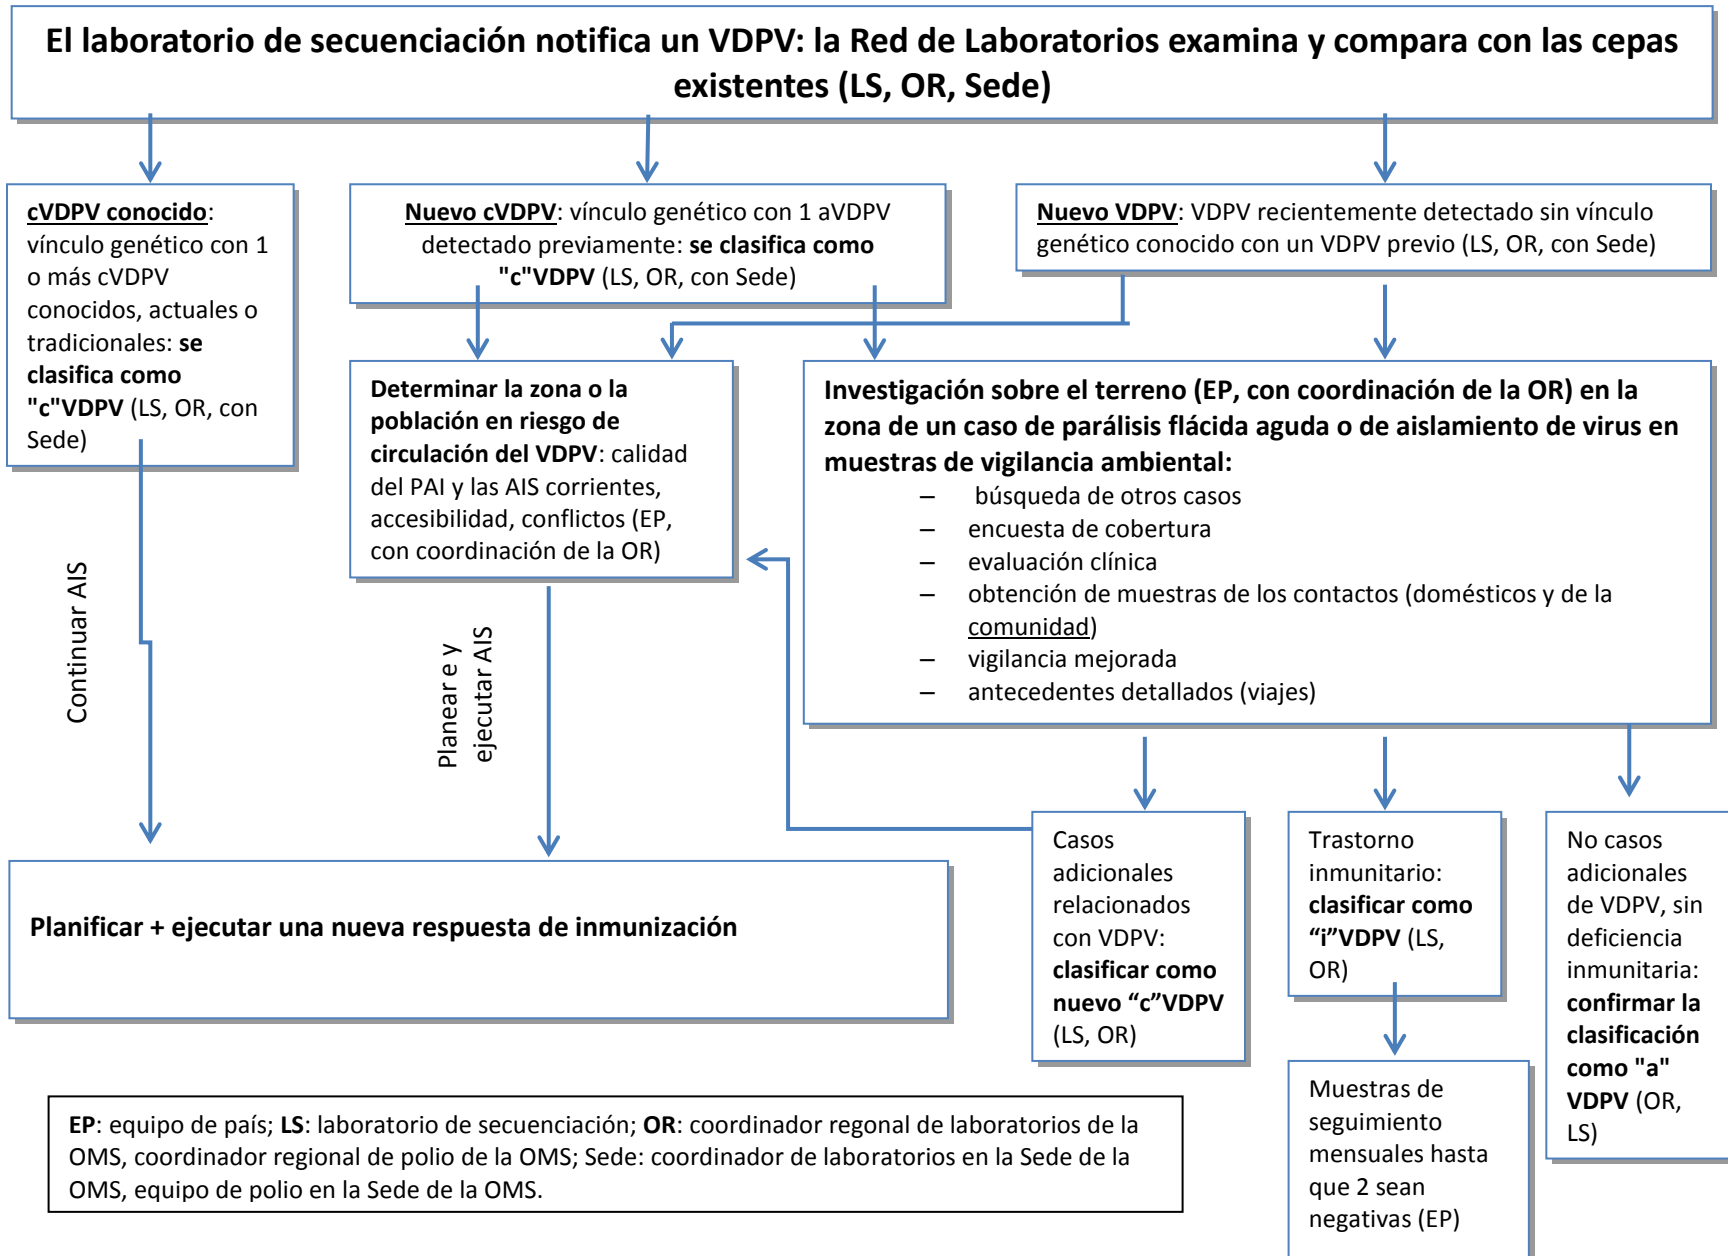 El laboratorio de secuenciación notifica un VDPV: la Red de Laboratorios examina y compara con las cepas
existentes (LS, OR, Sede)
cVDPV conocido:
vínculo genético con 1
o más cVDPV
conocidos, actuales o
tradicionales: se
clasifica como
"c"VDPV (LS, OR, con
Sede)
Nuevo cVDPV: vínculo genético con 1 aVDPV
detectado previamente: se clasifica como
"c"VDPV (LS, OR, con Sede)
Nuevo VDPV: VDPV recientemente detectado sin vínculo
genético conocido con un VDPV previo (LS, OR, con Sede)
Determinar la zona o la
población en riesgo de
circulación del VDPV: calidad
del PAI y las AIS corrientes,
accesibilidad, conflictos (EP,
con coordinación de la OR)
Investigación sobre el terreno (EP, con coordinación de la OR) en la
zona de un caso de parálisis flácida aguda o de aislamiento de virus en
muestras de vigilancia ambiental:
– búsqueda de otros casos
– encuesta de cobertura
– evaluación clínica
– obtención de muestras de los contactos (domésticos y de la
comunidad)
– vigilancia mejorada
– antecedentes detallados (viajes)
Continuar AIS
Planear e y
ejecutar AIS
Planificar + ejecutar una nueva respuesta de inmunización
Casos
adicionales
relacionados
con VDPV:
clasificar como
nuevo “c”VDPV
(LS, OR)
Trastorno
inmunitario:
clasificar como
“i”VDPV (LS,
OR)
No casos
adicionales
de VDPV, sin
deficiencia
inmunitaria:
confirmar la
clasificación
como "a"
VDPV (OR,
LS)
Muestras de
seguimiento
mensuales hasta
que 2 sean
negativas (EP)
EP: equipo de país; LS: laboratorio de secuenciación; OR: coordinador regional de laboratorios de la
OMS, coordinador regional de polio de la OMS; Sede: coordinador de laboratorios en la Sede de la
OMS, equipo de polio en la Sede de la OMS.